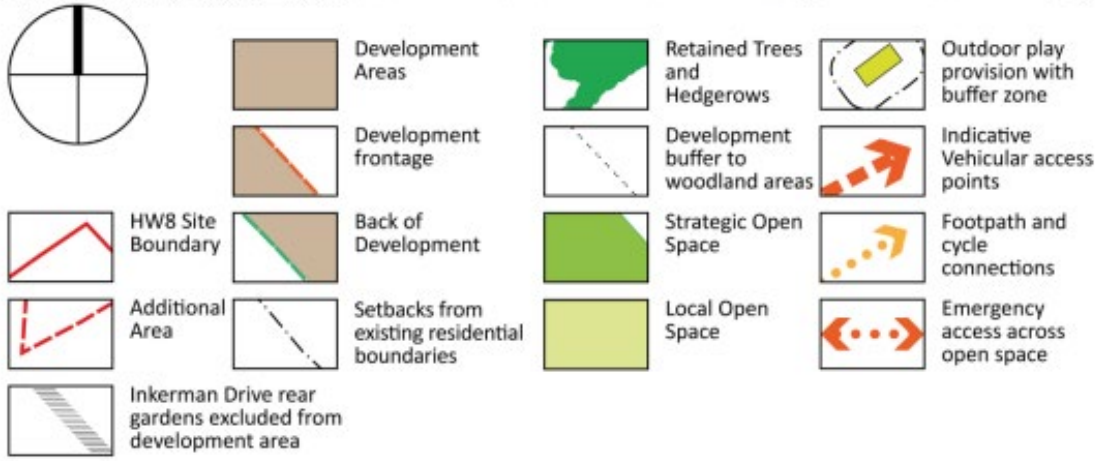 Development
Areas
Development
frontage
HW8 Site
Boundary
Back of
Development
Additional
Area
Setbacks from
existing residential
boundaries
Inkerman Drive rear
gardens excluded from
development area
Retained Trees
and
Hedgerows
Development
buffer to
woodland areas
Strategic Open
Space
Local Open
Space
Outdoor play
provision with
buffer zone
Indicative
Vehicular access
points
Footpath and
cycle
connections
Emergency
access across
open space